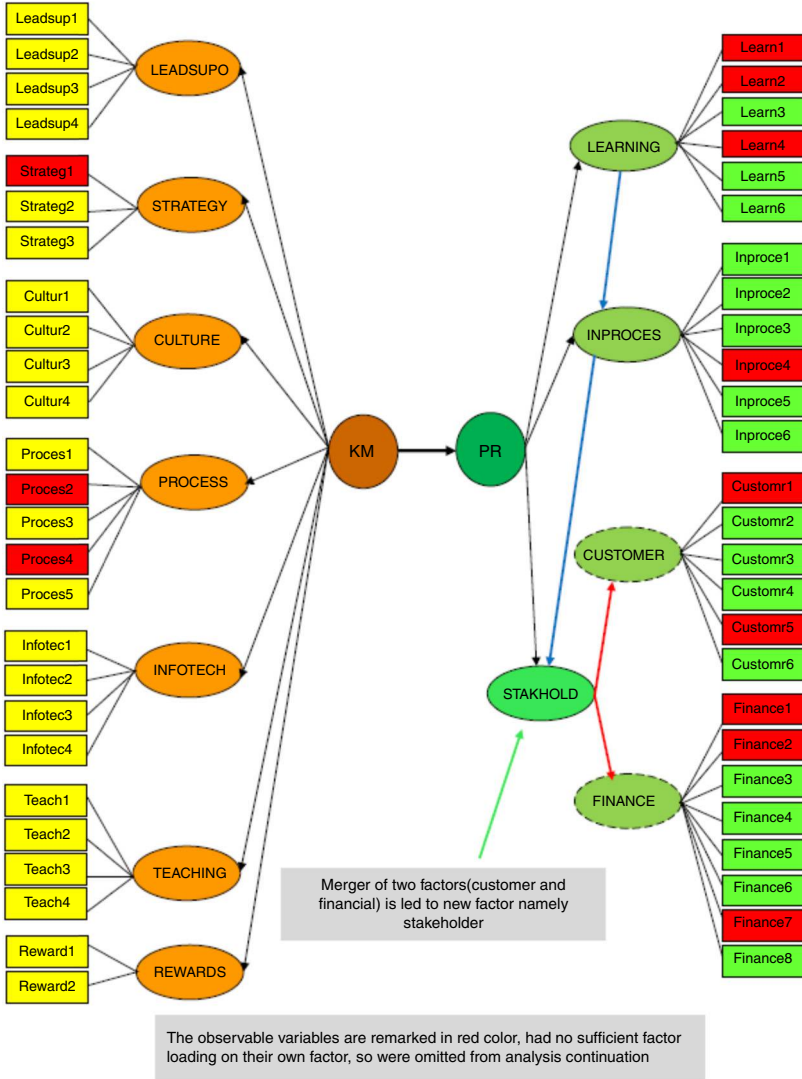 Leadsup1
Leadsup2
Leadsup3
Leadsup4
LEADSUPO
Strateg1
Strateg2
Strateg3
STRATEGY
Cultur1
Cultur2
Cultur3
Cultur4
CULTURE
Proces1
Proces2
Proces3
Proces4
Proces5
PROCESS
Infotec1
Infotec2
Infotec3
Infotec4
INFOTECH
Teach1
Teach2
Teach3
Teach4
TEACHING
Reward1
Reward2
REWARDS
KM
PR
LEARNING
Learn1
Learn2
Learn3
Learn4
Learn5
Learn6
INPROCES
Inproce1
Inproce2
Inproce3
Inproce4
Inproce5
Inproce6
CUSTOMER
Customr1
Customr2
Customr3
Customr4
Customr5
Customr6
STAKHOLD
FINANCE
Finance1
Finance2
Finance3
Finance4
Finance5
Finance6
Finance7
Finance8
Merger of two factors(customer and
financial) is led to new factor namely
stakeholder
The observable variables are remarked in red color, had no sufficient factor
loading on their own factor, so were omitted from analysis continuation